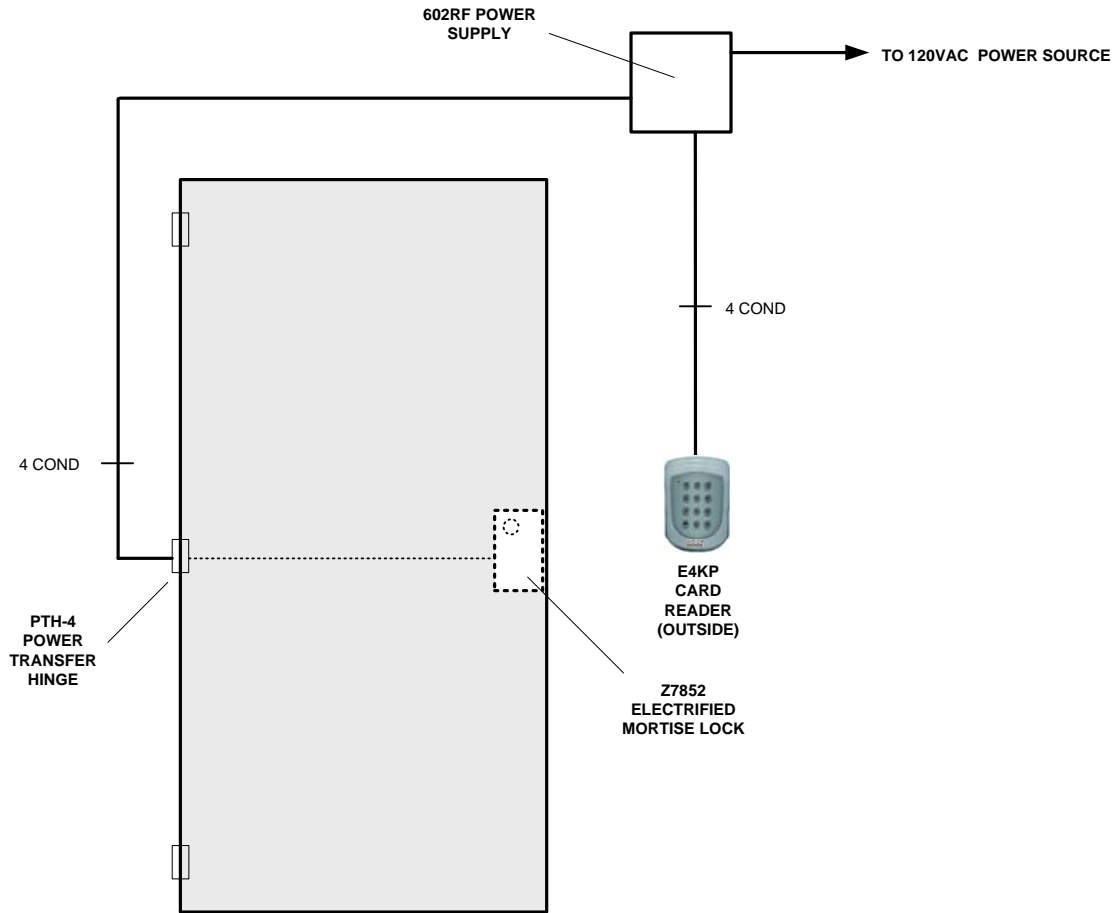 602RF POWER
SUPPLY
TO 120VAC  POWER SOURCE
4 COND
4 COND
E4KP
CARD
READER
(OUTSIDE)
PTH-4
POWER
TRANSFER
HINGE
Z7852
ELECTRIFIED
MORTISE LOCK